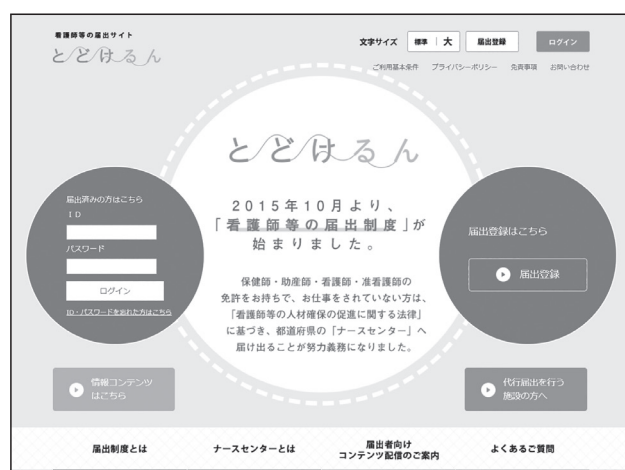 看護師等の届出サイト
とどけるん
文字サイズ 標準 大 届出登録 ログイン
ご利用基本条件 プライバシーポリシー 免責事項 お問い合わせ
とどけるん
2015年10月より、
「看護師等の届出制度」が
始まりました。
保健師・助産師・看護師・准看護師の
免許をお持ちで、お仕事をされていない方は、
「看護師等の人材確保の促進に関する法律」
に基づき、都道府県の「ナースセンター」へ
届け出ることが努力義務になりました。
届出済みの方はこちら
ID
パスワード
ログイン
ID・パスワードを忘れた方はこちら
届出登録はこちら
届出登録
情報コンテンツ
はこちら
代行届出を行う
施設の方へ
届出制度とは
ナースセンターとは
届出者向け
コンテンツ配信のご案内
よくあるご質問